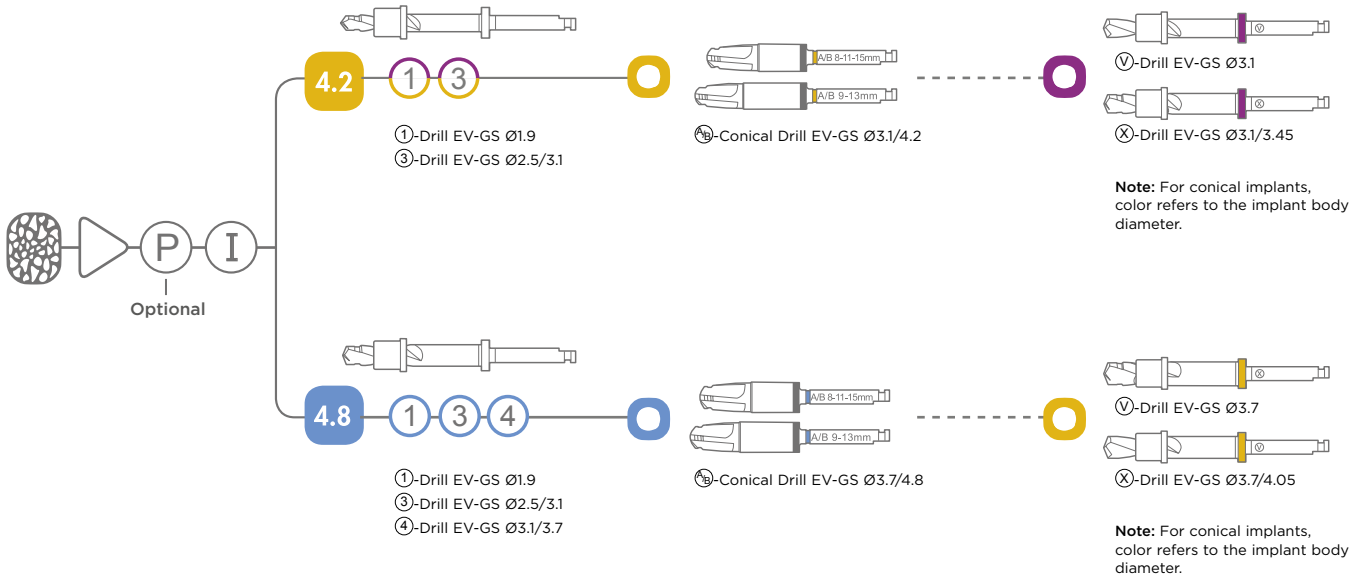 4.2
1
3
A/B 8-11-15mm
A/B 9-13mm
V
Ⓥ-Drill EV-GS Ø3.1
X
Ⓧ-Drill EV-GS Ø3.1/3.45
①-Drill EV-GS Ø1.9
③-Drill EV-GS Ø2.5/3.1
A/B-Conical Drill EV-GS Ø3.1/4.2
Note: For conical implants,
color refers to the implant body
diameter.
P
I
Optional
4.8
1
3
4
A/B 8-11-15mm
A/B 9-13mm
X
Ⓥ-Drill EV-GS Ø3.7
V
Ⓧ-Drill EV-GS Ø3.7/4.05
①-Drill EV-GS Ø1.9
③-Drill EV-GS Ø2.5/3.1
④-Drill EV-GS Ø3.1/3.7
A/B-Conical Drill EV-GS Ø3.7/4.8
Note: For conical implants,
color refers to the implant body
diameter.